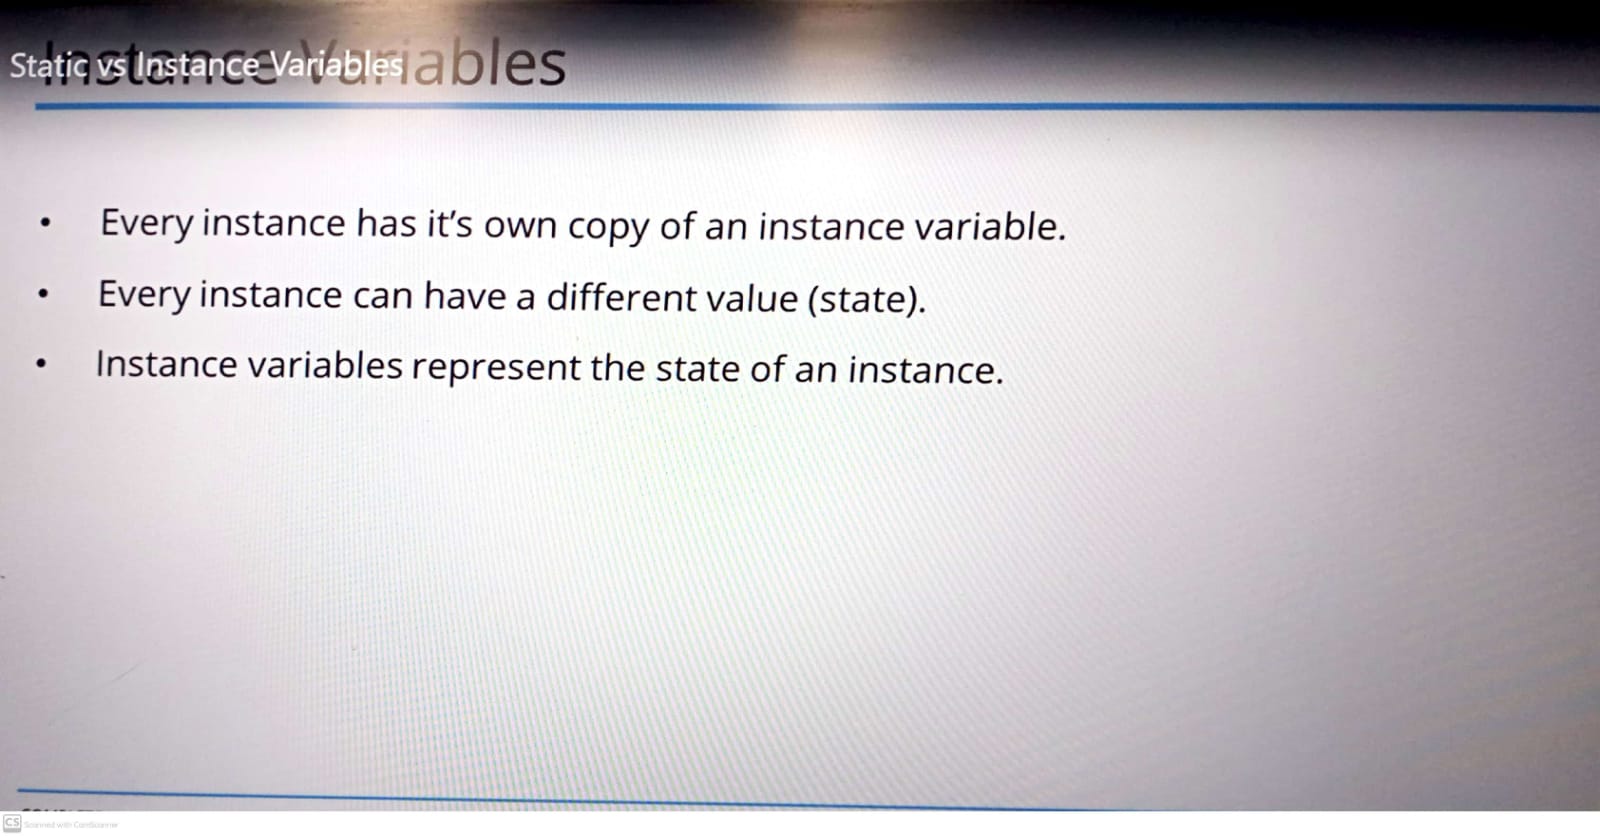 Static vs Instance Variables
Instance Variables
• Every instance has it’s own copy of an instance variable.
• Every instance can have a different value (state).
• Instance variables represent the state of an instance.
CS Scanned with CamScanner